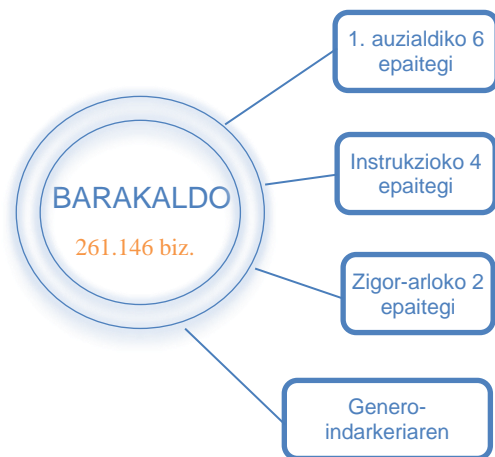 1. auzialdiko 6
epaitegi
Instrukzioko 4
epaitegi
BARAKALDO
261.146 biz.
Zigor-arloko 2
epaitegi
Genero-
indarkeriaren